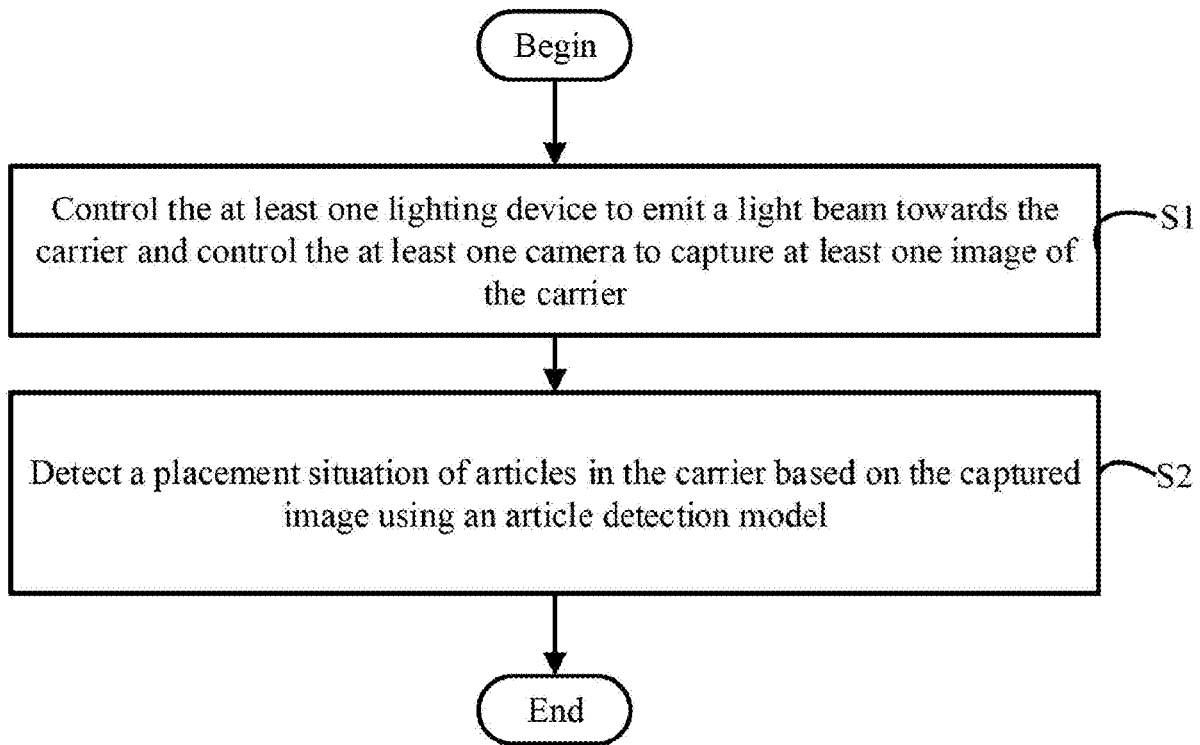 Begin
Control the at least one lighting device to emit a light beam towards the
carrier and control the at least one camera to capture at least one image of
the carrier
S1
Detect a placement situation of articles in the carrier based on the captured
image using an article detection model
S2
End